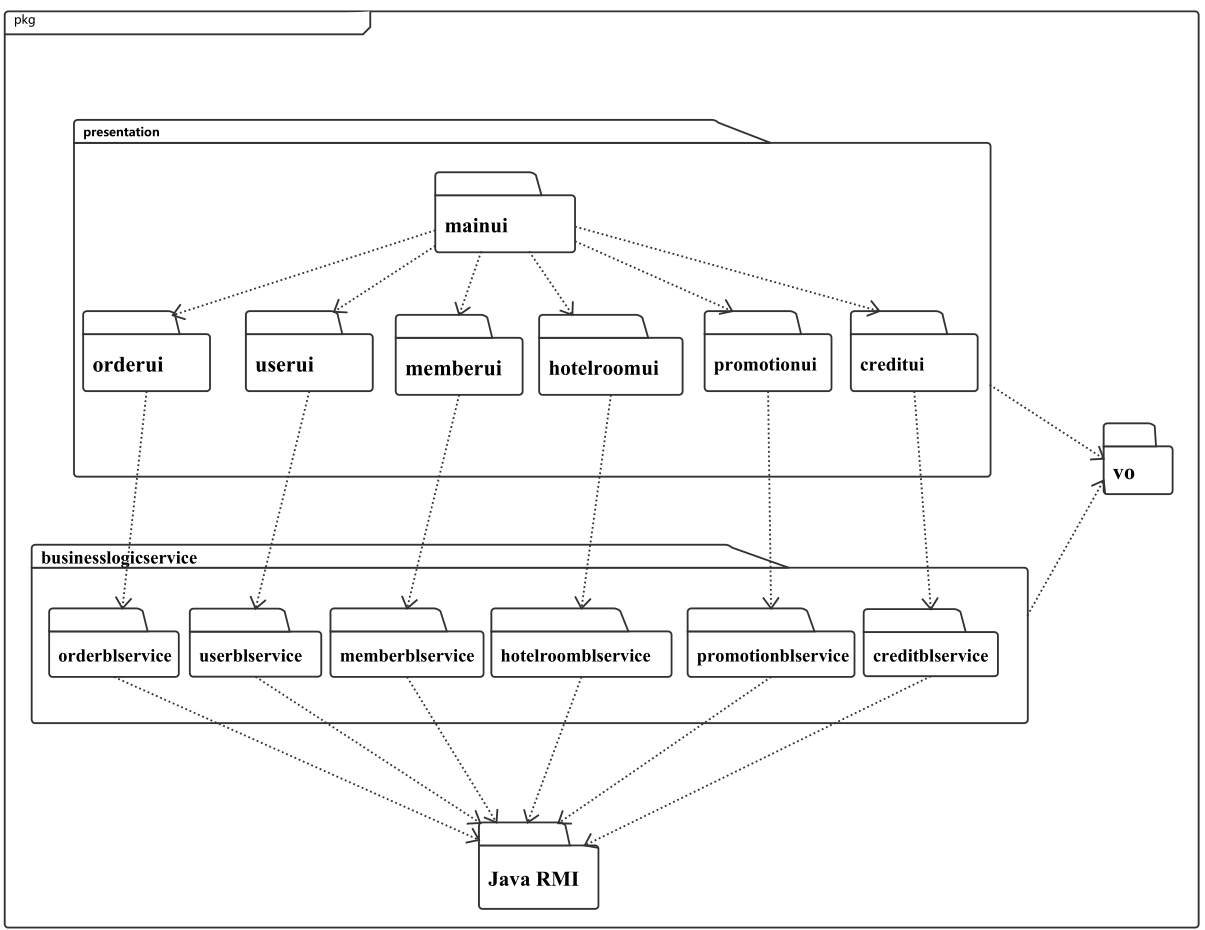 pkg
presentation
mainui
orderui
userui
memberui
hotelroomui
promotionui
creditui
vo
businesslogicservice
orderblservice
userblservice
memberblservice
hotelroomblservice
promotionblservice
creditblservice
Java RMI